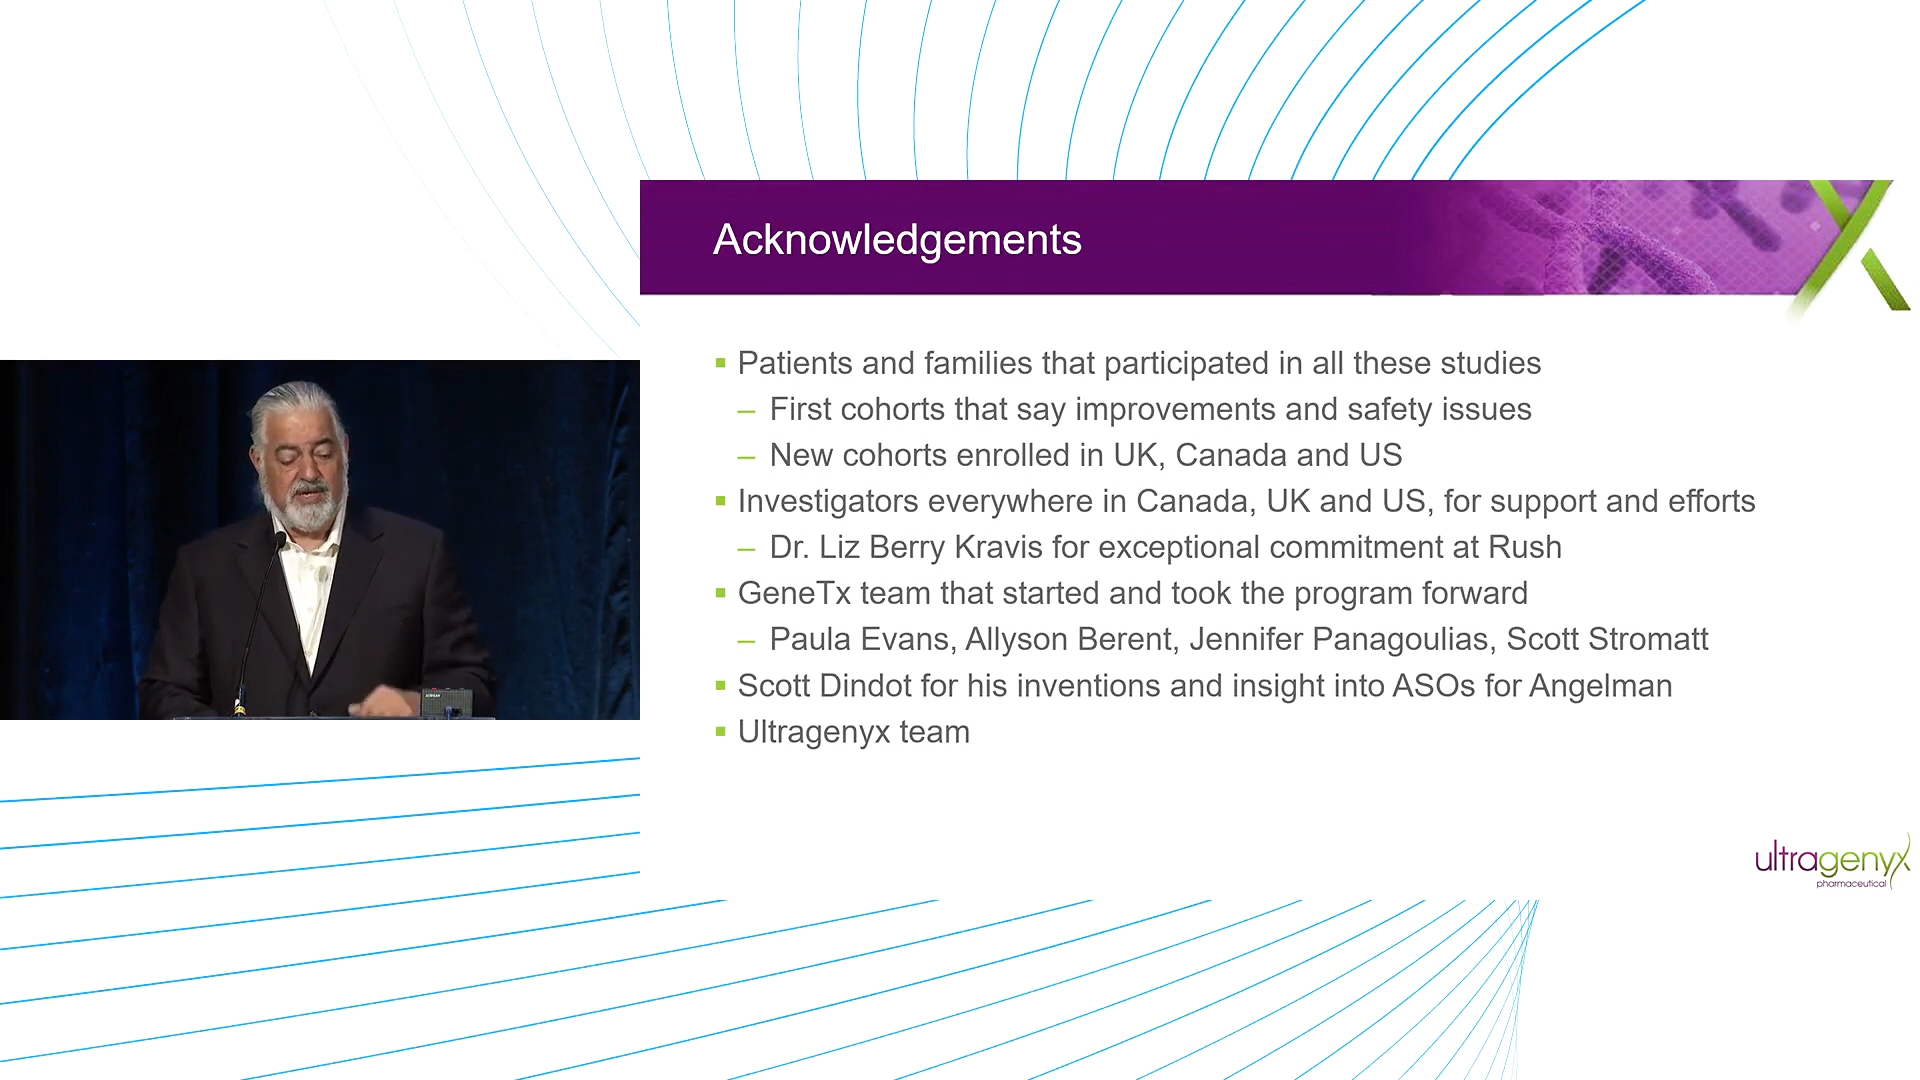 Acknowledgements
Patients and families that participated in all these studies
– First cohorts that say improvements and safety issues
– New cohorts enrolled in UK, Canada and US
Investigators everywhere in Canada, UK and US, for support and efforts
– Dr. Liz Berry Kravis for exceptional commitment at Rush
GeneTx team that started and took the program forward
– Paula Evans, Allyson Berent, Jennifer Panagoulias, Scott Stromatt
Scott Dindot for his inventions and insight into ASOs for Angelman
Ultragenyx team
ultragenyx
pharmaceutical